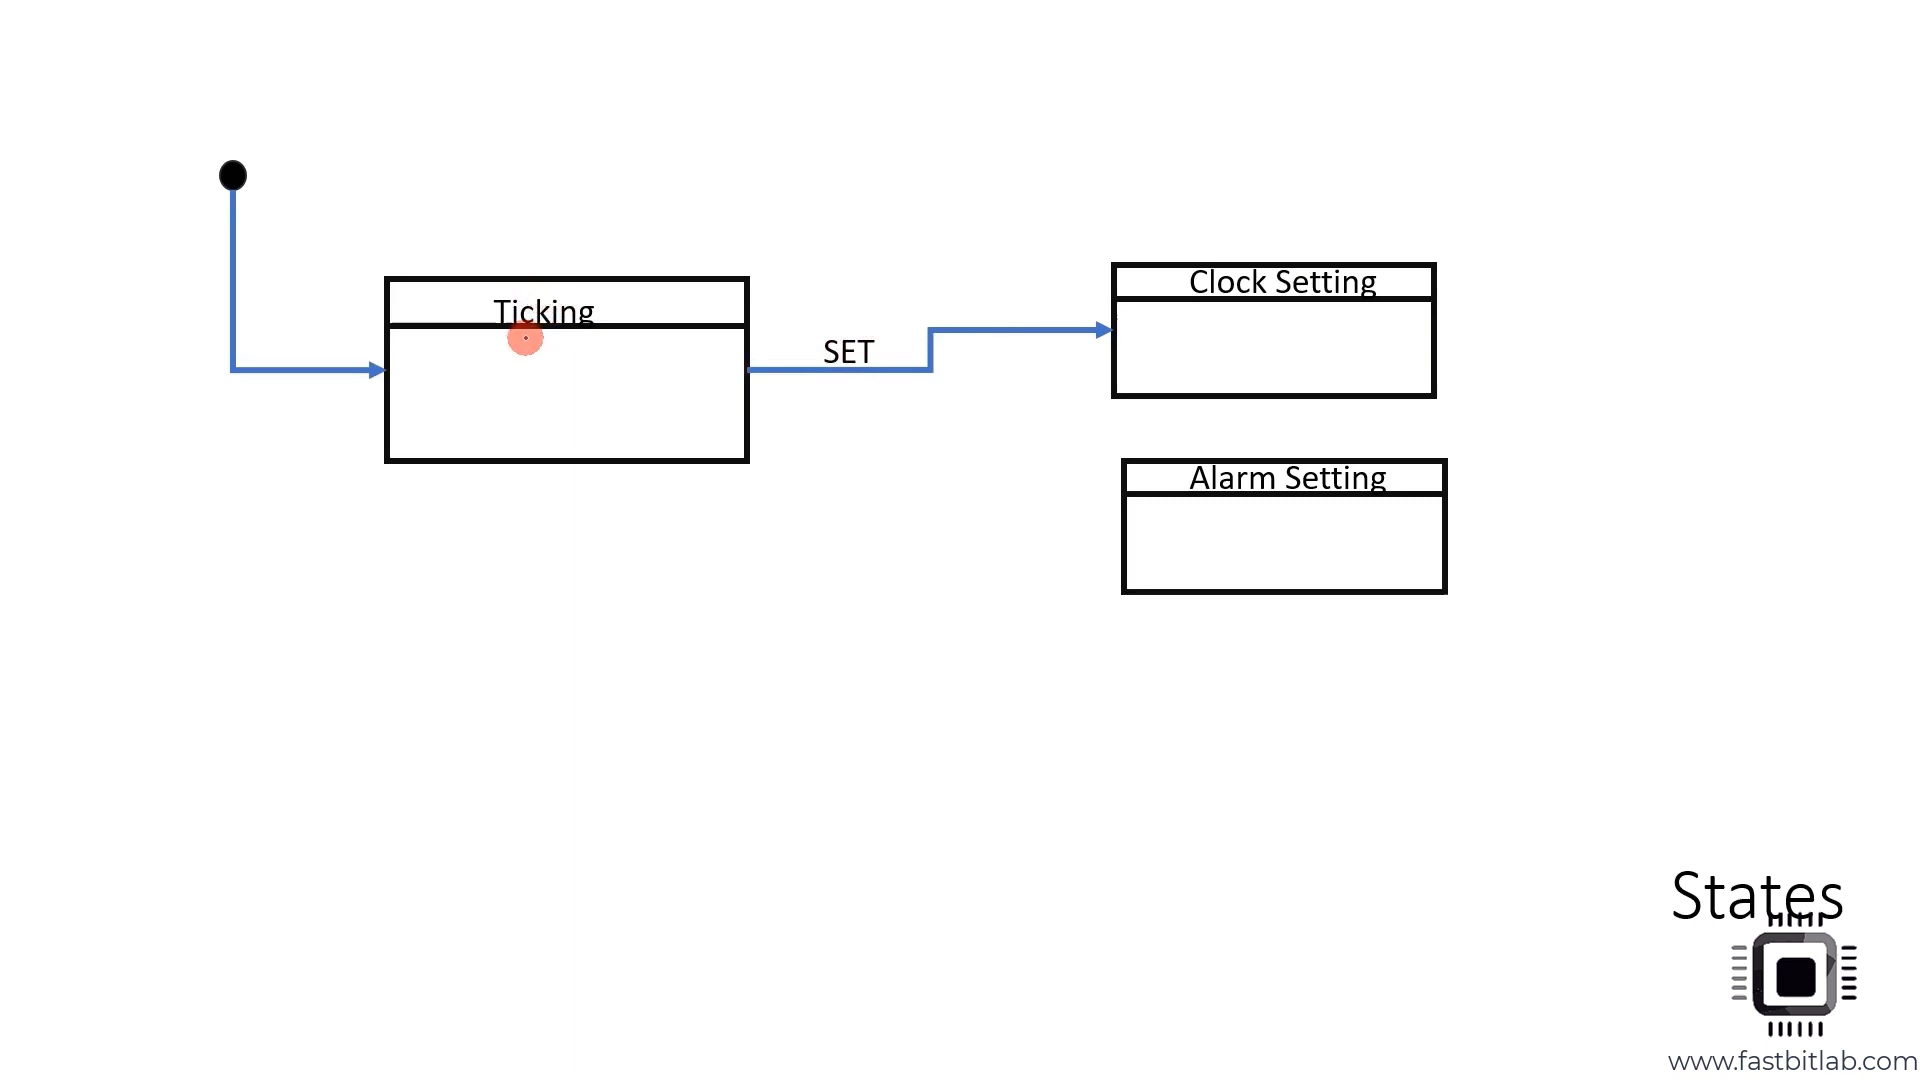 Ticking
SET
Clock Setting
Alarm Setting
States
www.fastbitlab.com